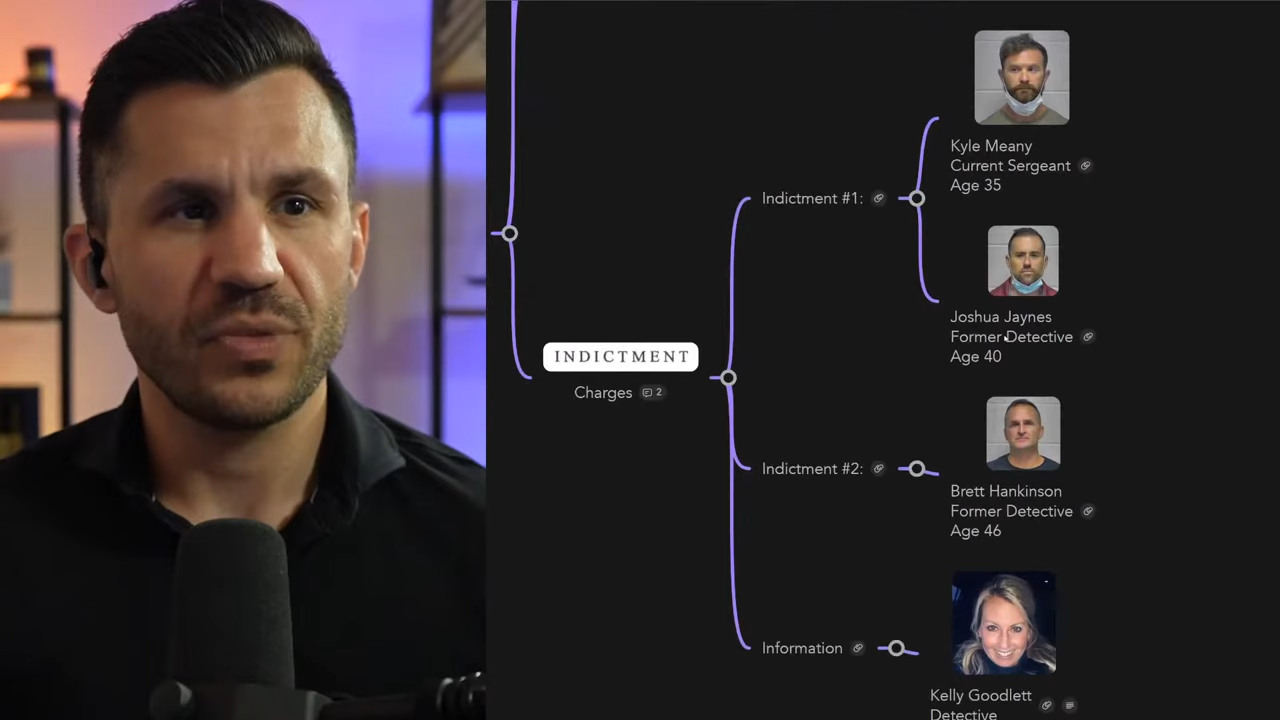 Kyle Meany
Current Sergeant
Age 35
Indictment #1:
Joshua Jaynes
Former Detective
Age 40
INDICTMENT
Charges 2
Indictment #2:
Brett Hankinson
Former Detective
Age 46
Information
Kelly Goodlett
Detective